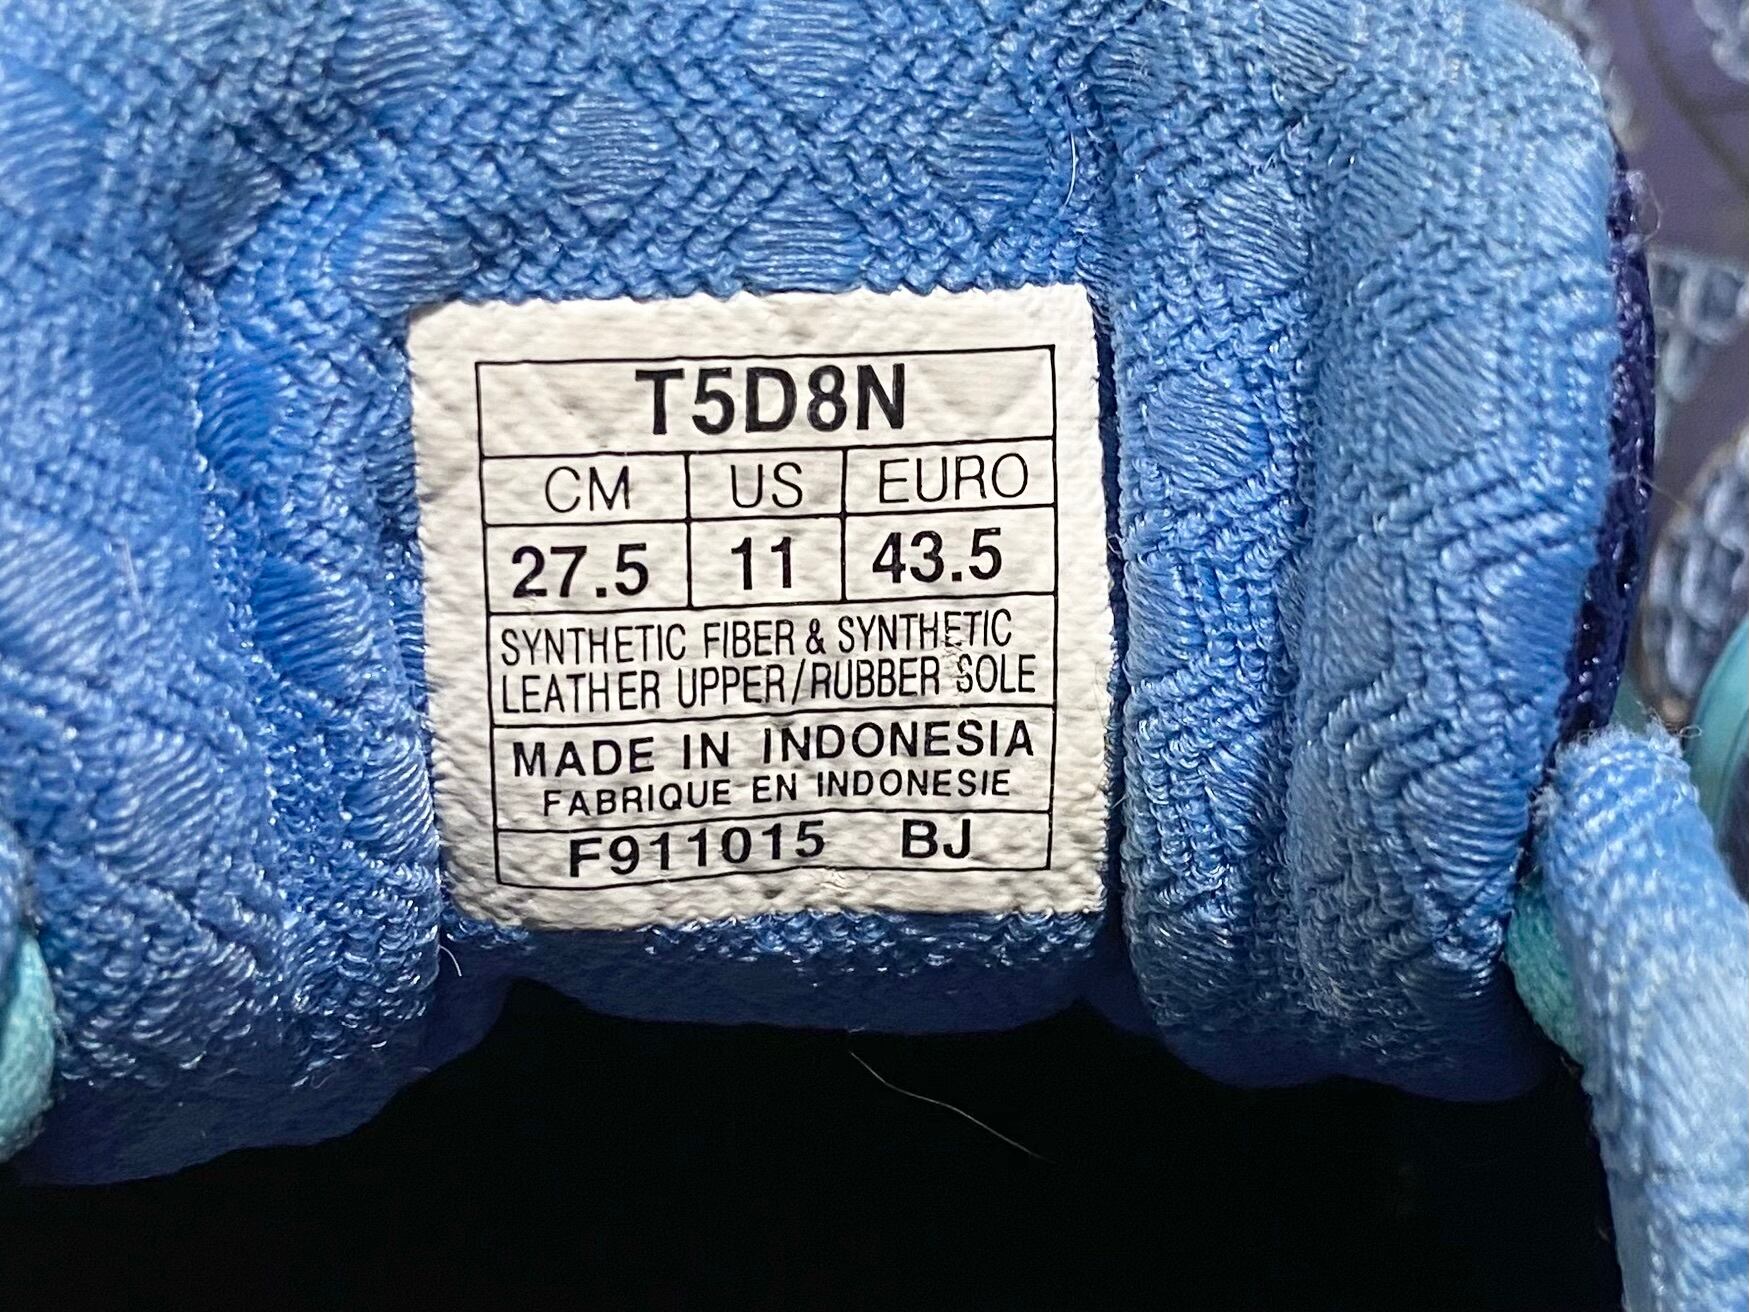 T5D8N
CM US EURO
27.5 11 43.5
SYNTHETIC FIBER & SYNTHETIC
LEATHER UPPER/RUBBER SOLE
MADE IN INDONESIA
FABRIQUE EN INDONESIE
F911015 BJ